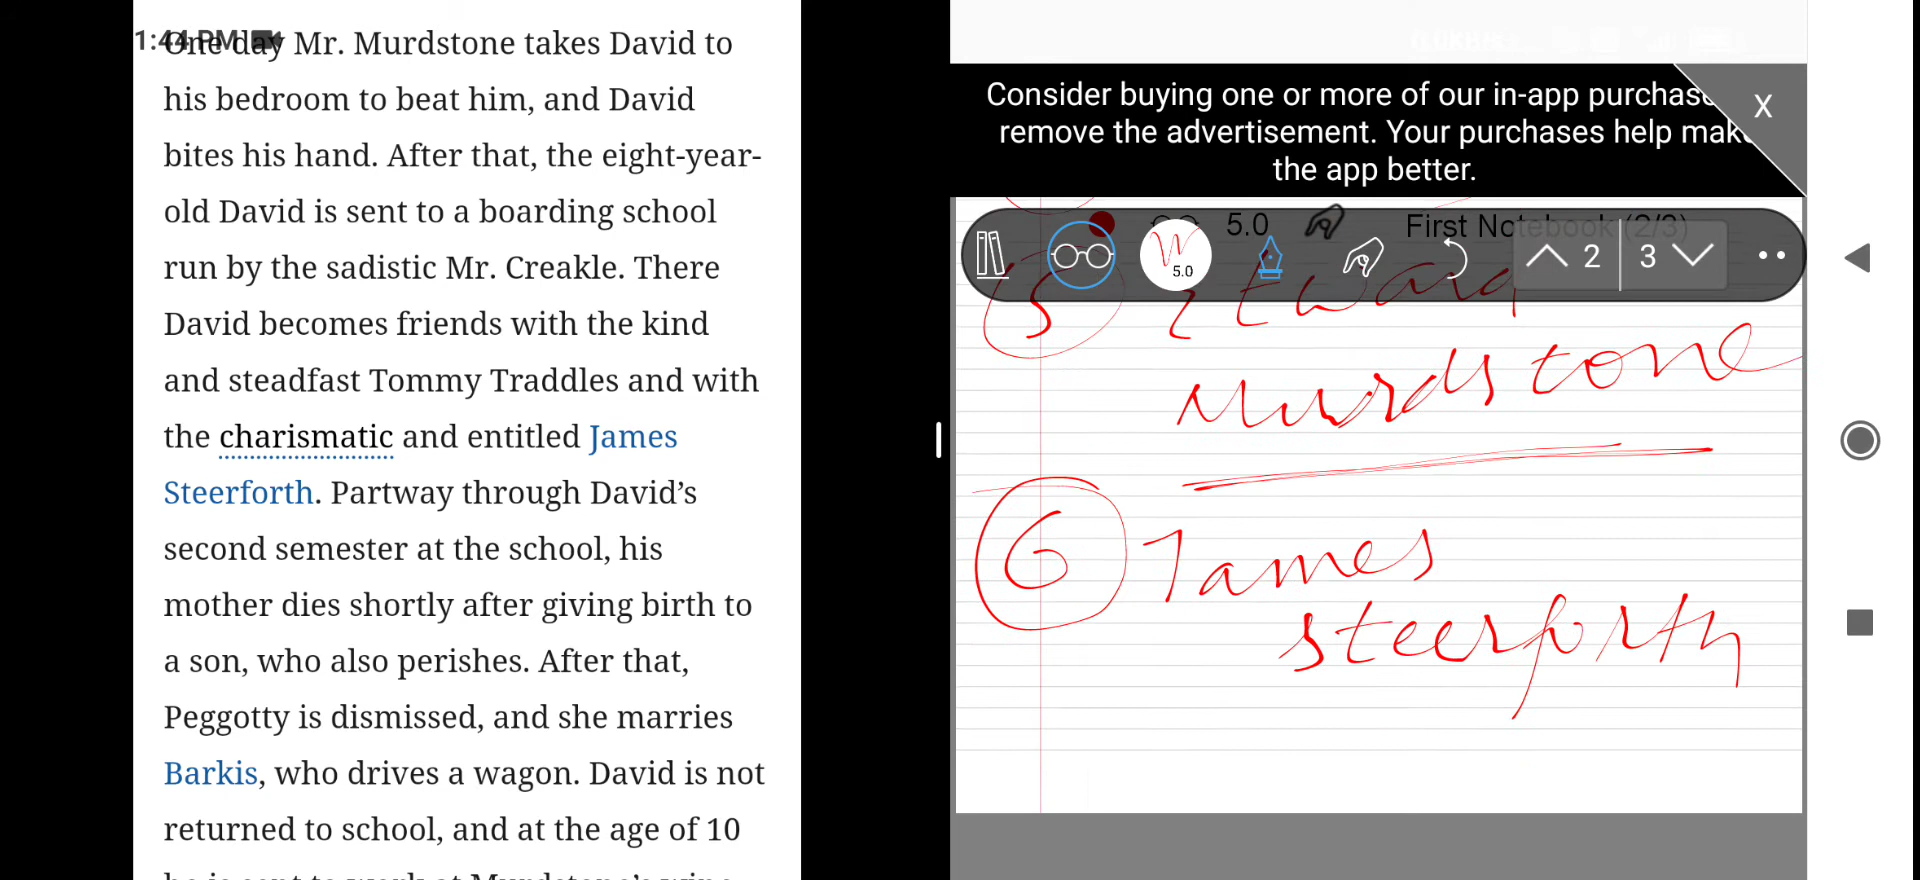 1:44 PM
One day Mr. Murdstone takes David to
his bedroom to beat him, and David
bites his hand. After that, the eight-year-
old David is sent to a boarding school
run by the sadistic Mr. Creakle. There
David becomes friends with the kind
and steadfast Tommy Traddles and with
the charismatic and entitled James
Steerforth. Partway through David’s
second semester at the school, his
mother dies shortly after giving birth to
a son, who also perishes. After that,
Peggotty is dismissed, and she marries
Barkis, who drives a wagon. David is not
returned to school, and at the age of 10
Consider buying one or more of our in-app
remove the advertisement. Your purchases help
the app better.
X
5.0 First Notebook (2/3)
5.0 2 3
5
Murdstone
6 James
steerforth